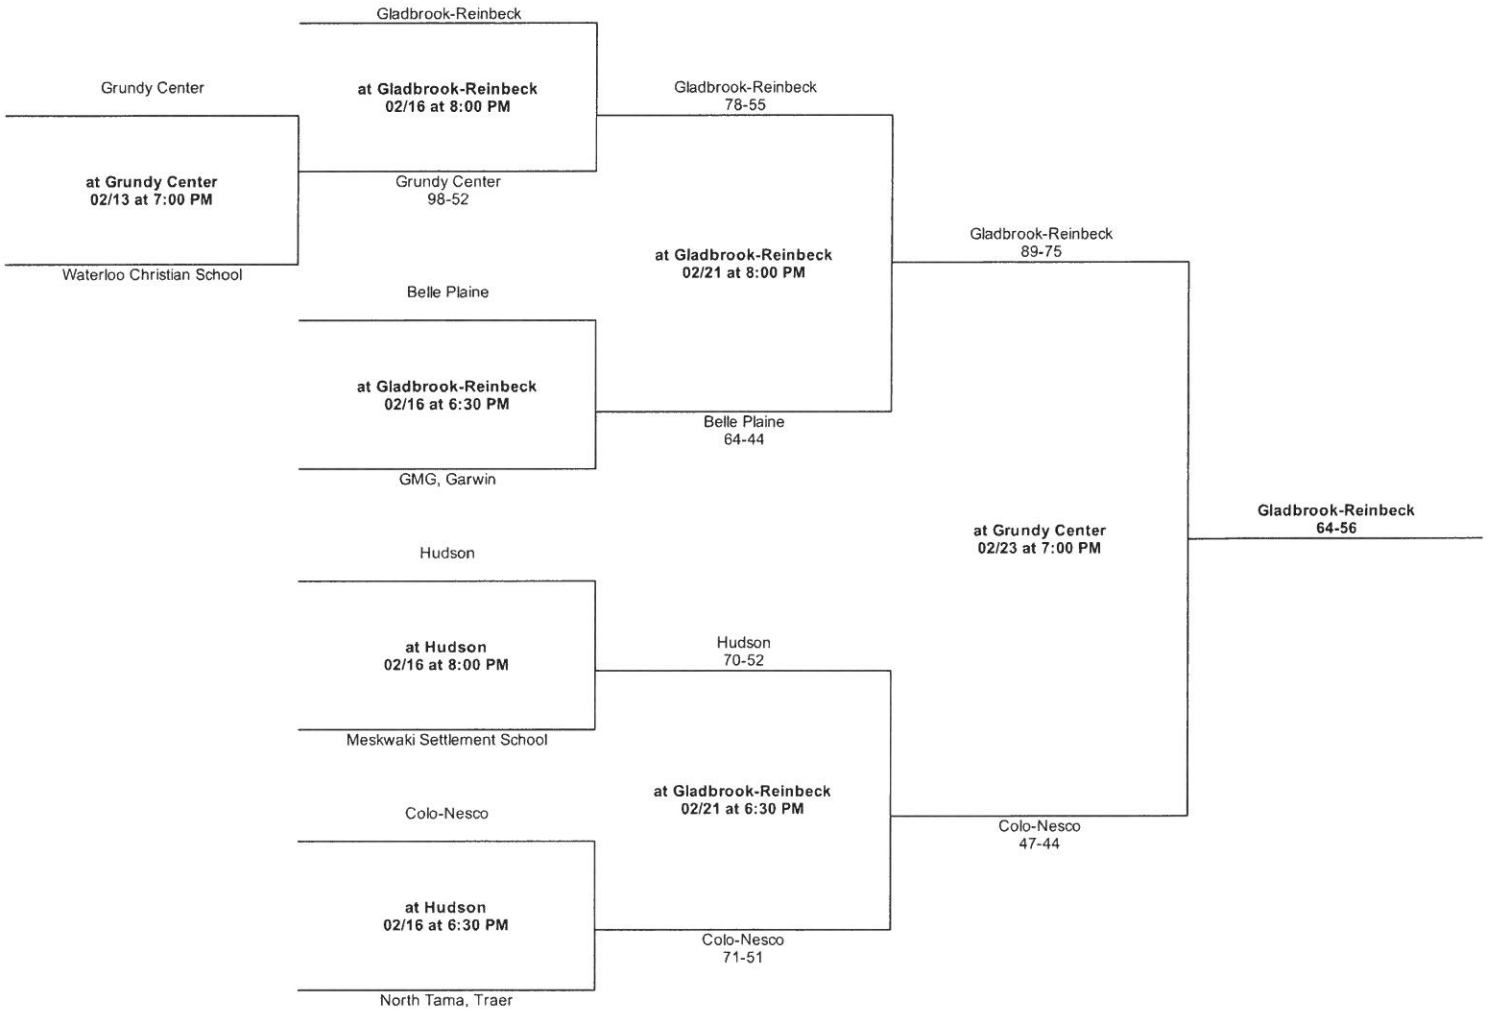 Gladbrook-Reinbeck
Grundy Center
at Gladbrook-Reinbeck
02/16 at 8:00 PM
Gladbrook-Reinbeck
78-55
at Grundy Center
02/13 at 7:00 PM
Grundy Center
98-52
Waterloo Christian School
at Gladbrook-Reinbeck
02/21 at 8:00 PM
Gladbrook-Reinbeck
89-75
Belle Plaine
at Gladbrook-Reinbeck
02/16 at 6:30 PM
Belle Plaine
64-44
GMG, Garwin
at Grundy Center
02/23 at 7:00 PM
Gladbrook-Reinbeck
64-56
Hudson
at Hudson
02/16 at 8:00 PM
Hudson
70-52
Meskwaki Settlement School
at Gladbrook-Reinbeck
02/21 at 6:30 PM
Colo-Nesco
47-44
Colo-Nesco
at Hudson
02/16 at 6:30 PM
Colo-Nesco
71-51
North Tama, Traer